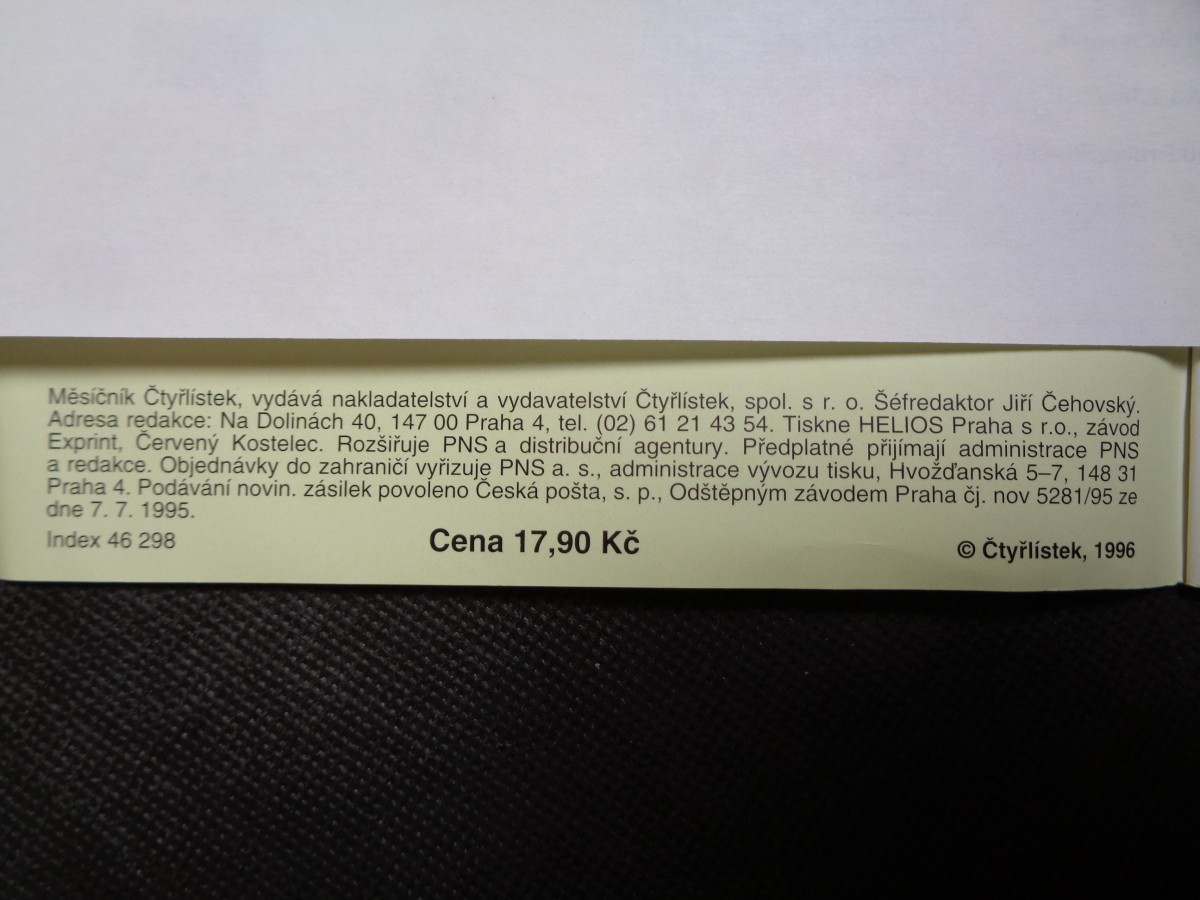 Měsíčník Čtyřlístek, vydává nakladatelství a vydavatelství Čtyřlístek, spol. s r. o. Šéfredaktor Jiří Čehovský.
Adresa redakce: Na Dolinách 40, 147 00 Praha 4, tel. (02) 61 21 43 54. Tiskne HELIOS Praha s r.o., závod
Exprint, Červený Kostelec. Rozšiřuje PNS a distribuční agentury. Předplatné přijímají administrace PNS
a redakce. Objednávky do zahraničí vyřizuje PNS a. s., administrace vývozu tisku, Hvožďanská 5–7, 148 31
Praha 4. Podávání novin. zásilek povoleno Česká pošta, s. p., Odštěpným závodem Praha čj. nov 5281/95 ze
dne 7. 7. 1995.
Index 46 298
Cena 17,90 Kč
© Čtyřlístek, 1996